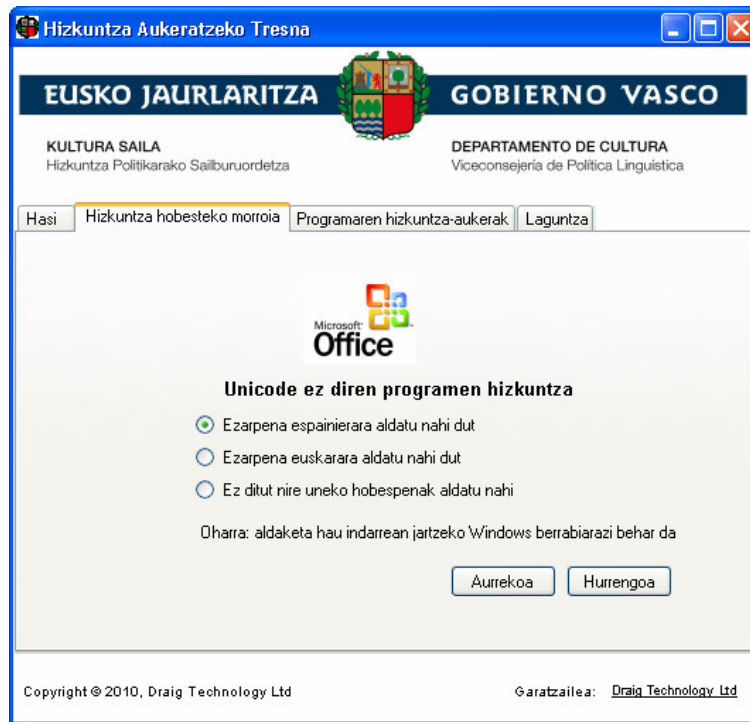 Hizkuntza Aukeratzeko Tresna
EUSKO JAURLARITZA
GOBIERNO VASCO
KULTURA SAILA
Hizkuntza Politikarako Sailburuordetza
DEPARTAMENTO DE CULTURA
Viceconsejería de Política Linguistica
Hasi
Hizkuntza hobesteko morroia
Programaren hizkuntza-aukerak
Laguntza
Microsoft
Office
Unicode ez diren programen hizkuntza
Ezarpena espainierara aldatu nahi dut
Ezarpena euskarara aldatu nahi dut
Ez ditut nire uneko hobespenak aldatu nahi
Oharra: aldaketa hau indarrean jartzeko Windows berrabiarazi behar da
Aurrekoa
Hurrengoa
Copyright © 2010, Draig Technology Ltd
Garatzailea: Draig Technology Ltd